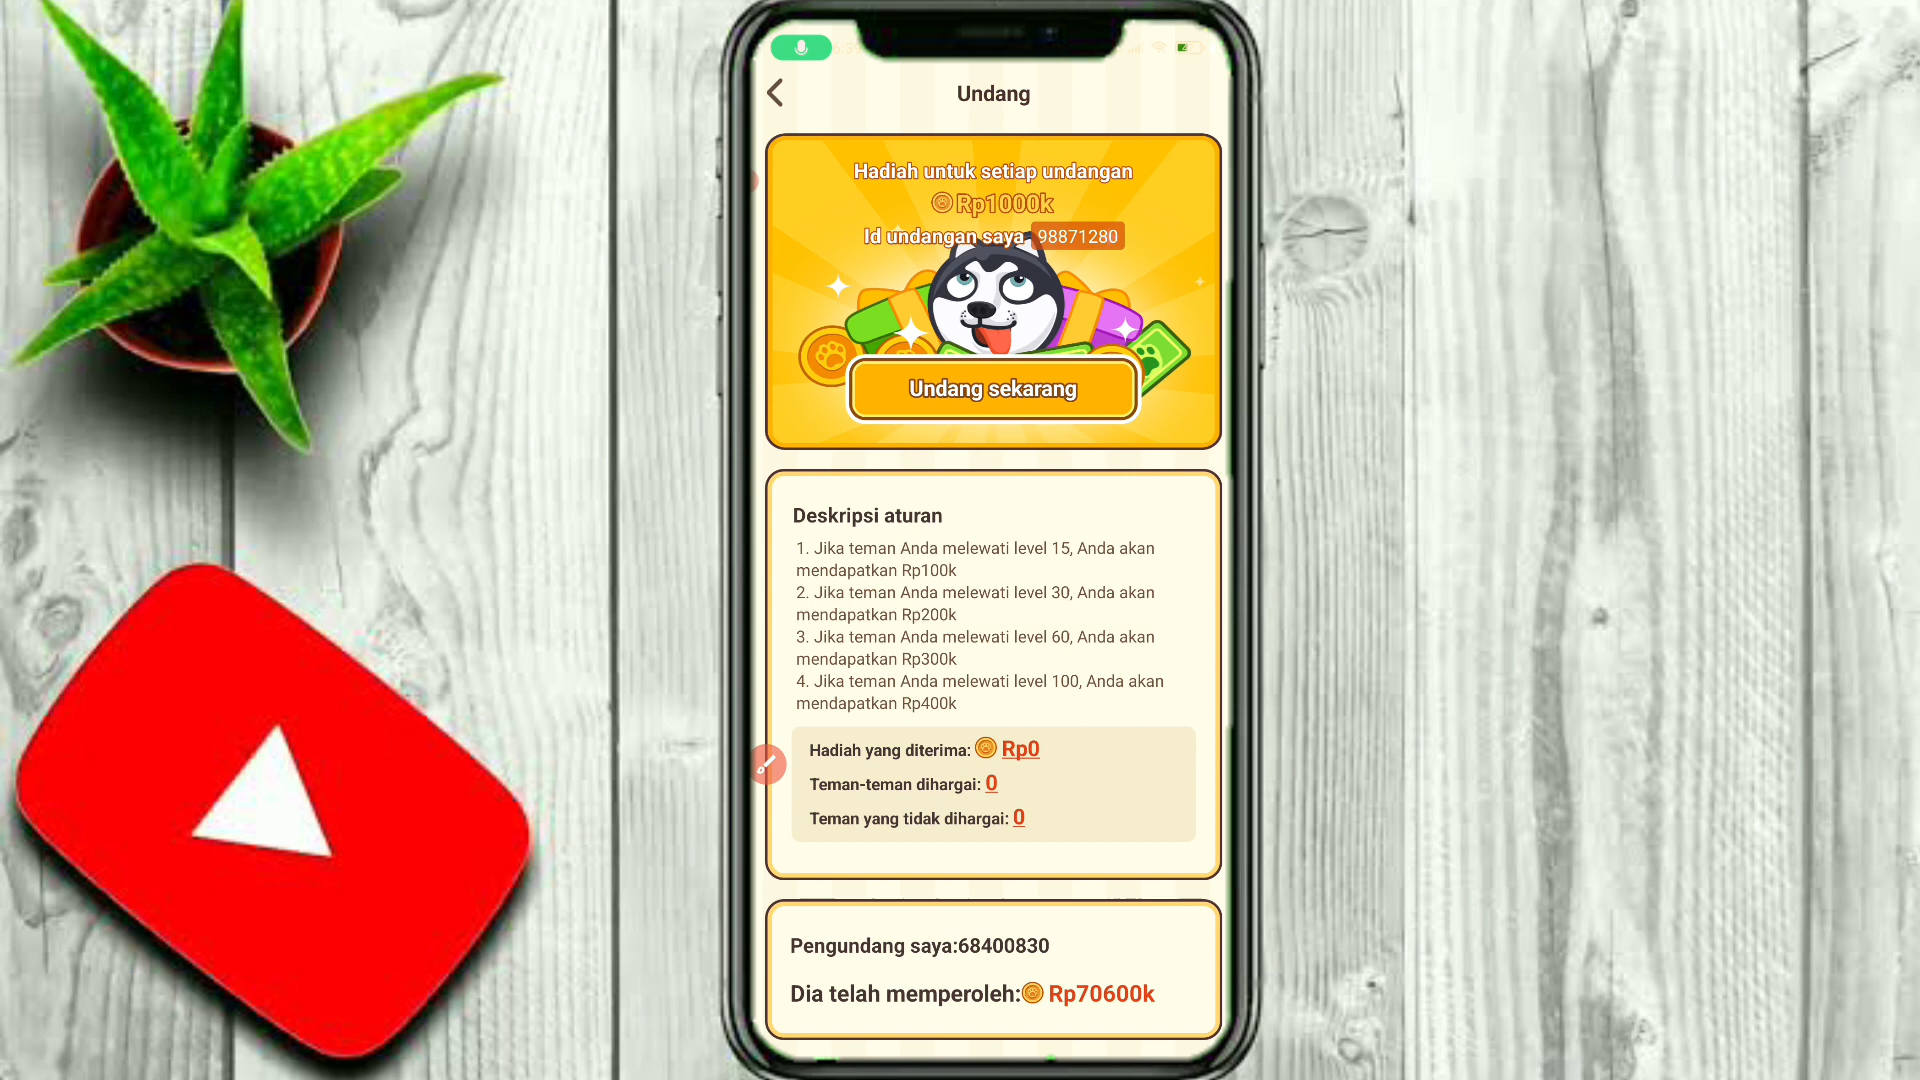 Undang
Hadiah untuk setiap undangan
Rp1000k
Id undangan saya 98871280
Undang sekarang
Deskripsi aturan
1. Jika teman Anda melewati level 15, Anda akan
mendapatkan Rp100k
2. Jika teman Anda melewati level 30, Anda akan
mendapatkan Rp200k
3. Jika teman Anda melewati level 60, Anda akan
mendapatkan Rp300k
4. Jika teman Anda melewati level 100, Anda akan
mendapatkan Rp400k
Hadiah yang diterima: Rp0
Teman-teman dihargai: 0
Teman yang tidak dihargai: 0
Pengundang saya:68400830
Dia telah memperoleh: Rp70600k